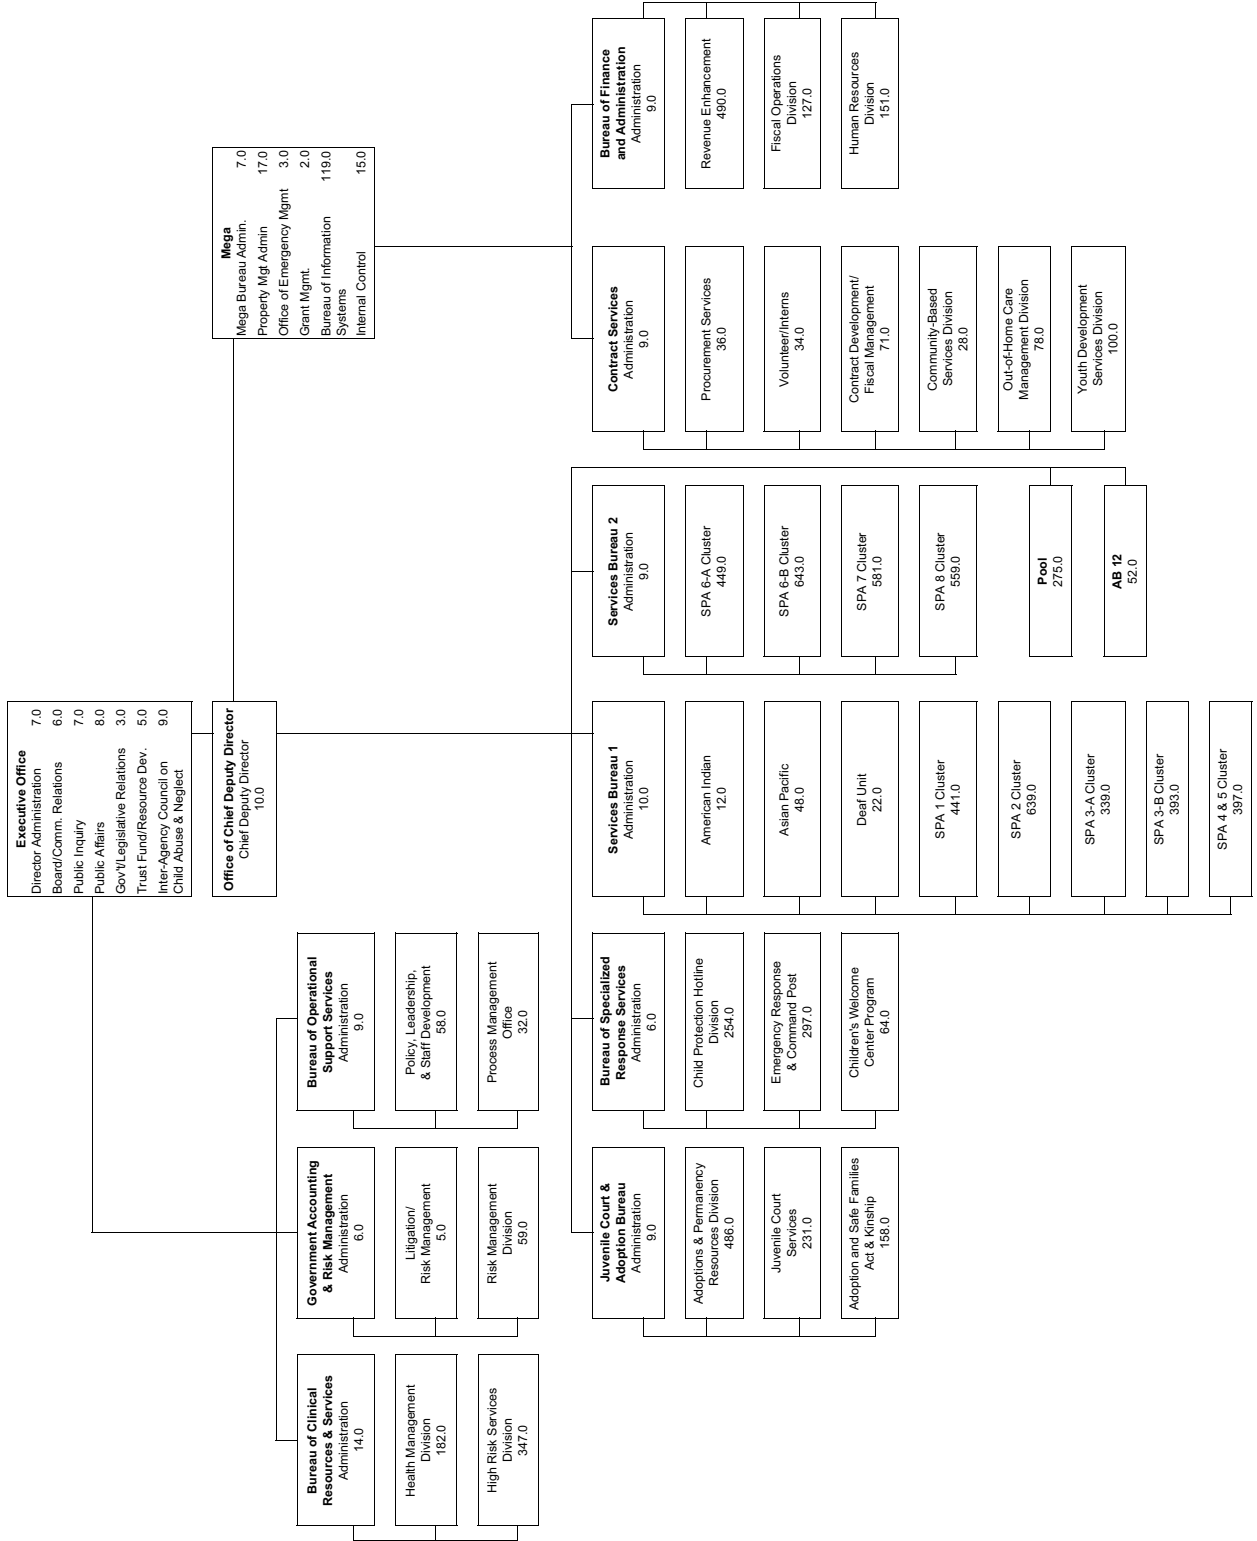 Executive Office
Director Administration 7.0
Board/Comm. Relations 6.0
Public Inquiry 7.0
Public Affairs 8.0
Gov't/Legislative Relations 3.0
Trust Fund/Resource Dev. 5.0
Inter-Agency Council on 9.0
Child Abuse & Neglect
Office of Chief Deputy Director
Chief Deputy Director
10.0
Mega
Mega Bureau Admin. 7.0
Property Mgt Admin 17.0
Office of Emergency Mgmt 3.0
Grant Mgmt. 2.0
Bureau of Information 119.0
Systems
Internal Control 15.0
Bureau of Clinical
Resources & Services
Administration
14.0
Health Management
Division
182.0
High Risk Services
Division
347.0
Government Accounting
& Risk Management
Administration
6.0
Litigation/
Risk Management
5.0
Risk Management
Division
59.0
Bureau of Operational
Support Services
Administration
9.0
Policy, Leadership,
& Staff Development
58.0
Process Management
Office
32.0
Juvenile Court &
Adoption Bureau
Administration
9.0
Adoptions & Permanency
Resources Division
486.0
Juvenile Court
Services
231.0
Adoption and Safe Families
Act & Kinship
158.0
Bureau of Specialized
Response Services
Administration
6.0
Child Protection Hotline
Division
254.0
Emergency Response
& Command Post
297.0
Children's Welcome
Center Program
64.0
Services Bureau 1
Administration
10.0
American Indian
12.0
Asian Pacific
48.0
Deaf Unit
22.0
SPA 1 Cluster
441.0
SPA 2 Cluster
639.0
SPA 3-A Cluster
339.0
SPA 3-B Cluster
393.0
SPA 4 & 5 Cluster
397.0
Services Bureau 2
Administration
9.0
SPA 6-A Cluster
449.0
SPA 6-B Cluster
643.0
SPA 7 Cluster
581.0
SPA 8 Cluster
559.0
Pool
275.0
AB 12
52.0
Contract Services
Administration
9.0
Procurement Services
36.0
Volunteer/Interns
34.0
Contract Development/
Fiscal Management
71.0
Community-Based
Services Division
28.0
Out-of-Home Care
Management Division
78.0
Youth Development
Services Division
100.0
Bureau of Finance
and Administration
Administration
9.0
Revenue Enhancement
490.0
Fiscal Operations
Division
127.0
Human Resources
Division
151.0